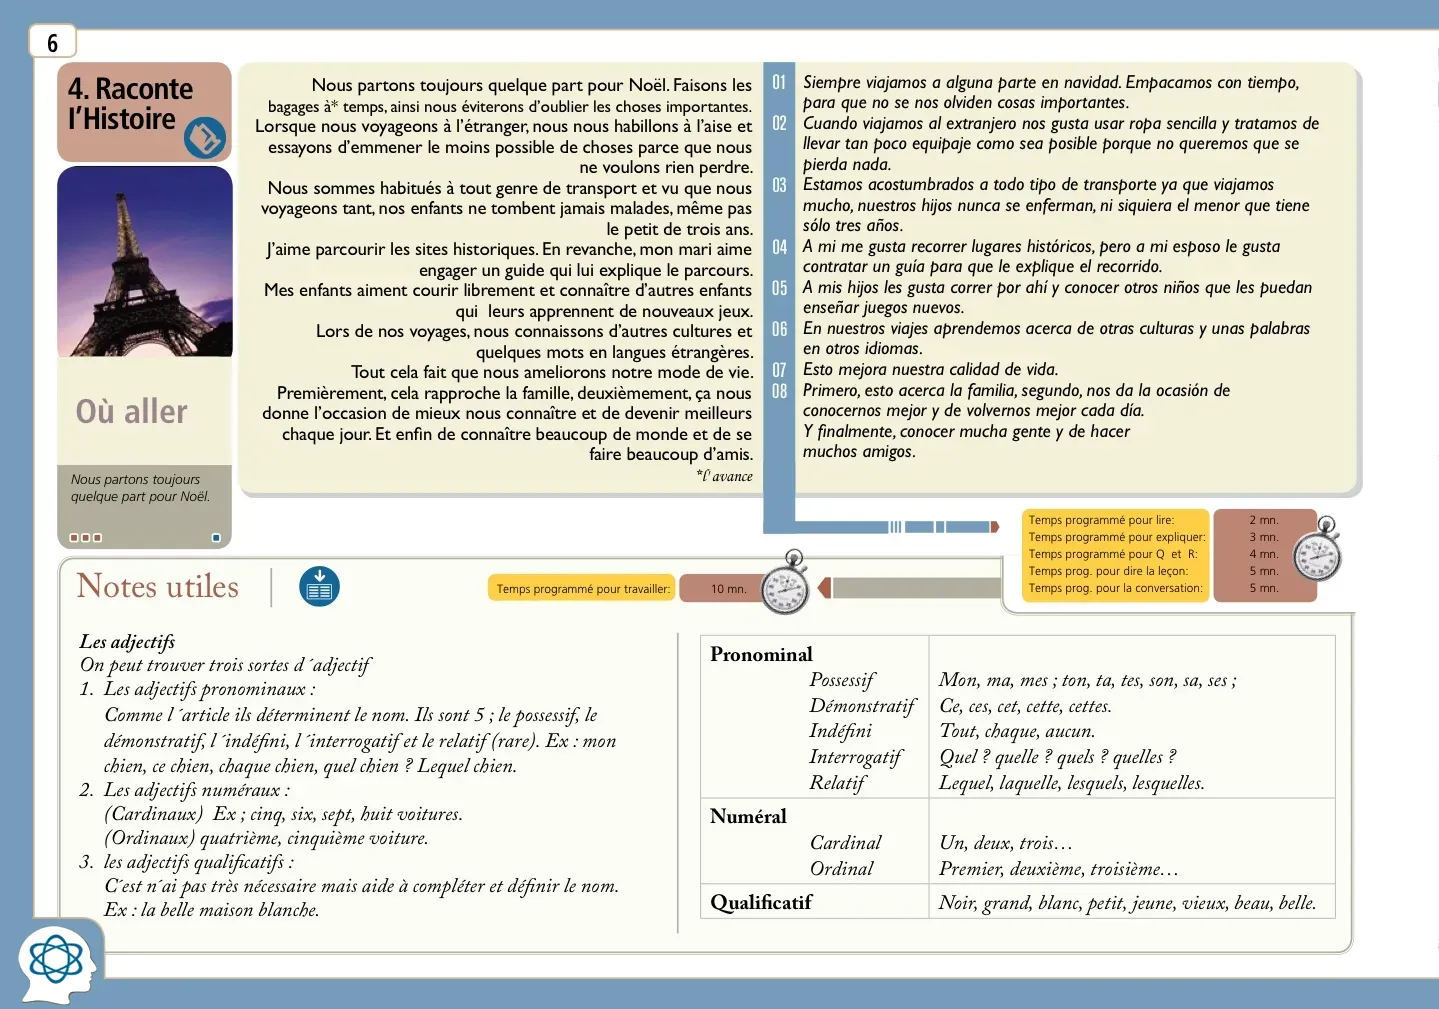 6
4. Raconte
l’Histoire
Où aller
Nous partons toujours
quelque part pour Noël.
Nous partons toujours quelque part pour Noël. Faisons les
bagages à* temps, ainsi nous éviterons d’oublier les choses importantes.
Lorsque nous voyageons à l’étranger, nous nous habillons à l’aise et
essayons d’emmener le moins possible de choses parce que nous
ne voulons rien perdre.
Nous sommes habitués à tout genre de transport et vu que nous
voyageons tant, nos enfants ne tombent jamais malades, même pas
le petit de trois ans.
J’aime parcourir les sites historiques. En revanche, mon mari aime
engager un guide qui lui explique le parcours.
Mes enfants aiment courir librement et connaître d’autres enfants
qui leurs apprennent de nouveaux jeux.
Lors de nos voyages, nous connaissons d’autres cultures et
quelques mots en langues étrangères.
Tout cela fait que nous ameliorons notre mode de vie.
Premièrement, cela rapproche la famille, deuxièmement, ça nous
donne l’occasion de mieux nous connaître et de devenir meilleurs
chaque jour. Et enfin de connaître beaucoup de monde et de se
faire beaucoup d’amis.
*l' avance
01 Siempre viajamos a alguna parte en navidad. Empacamos con tiempo,
para que no se nos olviden cosas importantes.
02 Cuando viajamos al extranjero nos gusta usar ropa sencilla y tratamos de
llevar tan poco equipaje como sea posible porque no queremos que se
pierda nada.
03 Estamos acostumbrados a todo tipo de transporte ya que viajamos
mucho, nuestros hijos nunca se enferman, ni siquiera el menor que tiene
sólo tres años.
04 A mi me gusta recorrer lugares históricos, pero a mi esposo le gusta
contratar un guía para que le explique el recorrido.
05 A mis hijos les gusta correr por ahí y conocer otros niños que les puedan
enseñar juegos nuevos.
06 En nuestros viajes aprendemos acerca de otras culturas y unas palabras
en otros idiomas.
07 Esto mejora nuestra calidad de vida.
08 Primero, esto acerca la familia, segundo, nos da la ocasión de
conocernos mejor y de volvernos mejor cada día.
Y finalmente, conocer mucha gente y de hacer
muchos amigos.
Temps programmé pour lire: 2 mn.
Temps programmé pour expliquer: 3 mn.
Temps programmé pour Q et R: 4 mn.
Temps prog. pour dire la leçon: 5 mn.
Temps prog. pour la conversation: 5 mn.
Notes utiles
Temps programmé pour travailler: 10 mn.
Les adjectifs
On peut trouver trois sortes d´adjectif
1. Les adjectifs pronominaux :
Comme l´article ils déterminent le nom. Ils sont 5 ; le possessif, le
démonstratif, l´indéfini, l´interrogatif et le relatif (rare). Ex : mon
chien, ce chien, chaque chien, quel chien ? Lequel chien.
2. Les adjectifs numéraux :
(Cardinaux) Ex ; cinq, six, sept, huit voitures.
(Ordinaux) quatrième, cinquième voiture.
3. les adjectifs qualificatifs :
C´est n´ai pas très nécessaire mais aide à compléter et définir le nom.
Ex : la belle maison blanche.
Pronominal
Possessif Mon, ma, mes ; ton, ta, tes, son, sa, ses ;
Démonstratif Ce, ces, cet, cette, cettes.
Indéfini Tout, chaque, aucun.
Interrogatif Quel ? quelle ? quels ? quelles ?
Relatif Lequel, laquelle, lesquels, lesquelles.
Numéral
Cardinal Un, deux, trois…
Ordinal Premier, deuxième, troisième…
Qualificatif Noir, grand, blanc, petit, jeune, vieux, beau, belle.